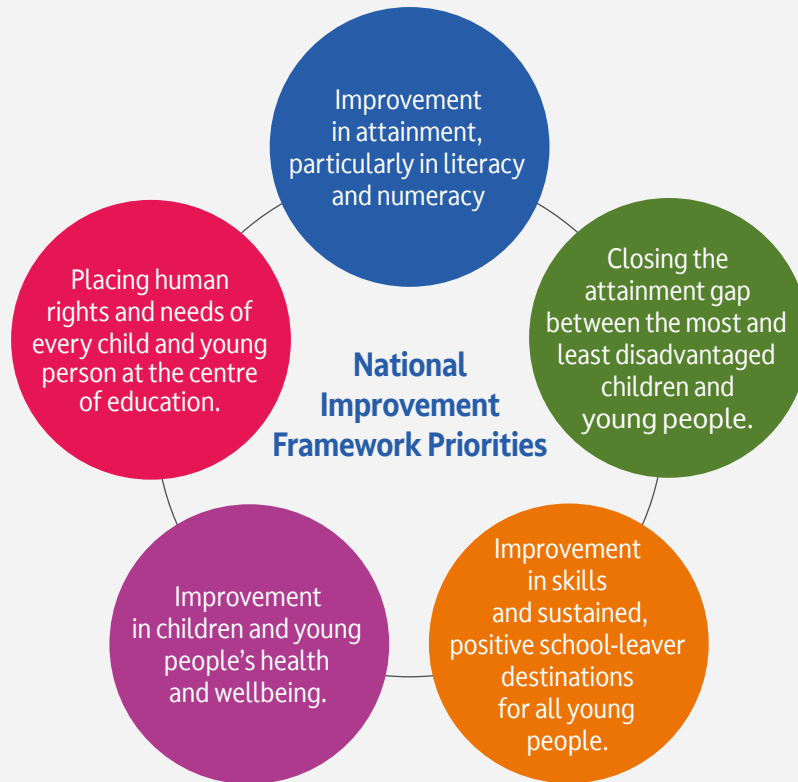 Improvement
in attainment,
particularly in literacy
and numeracy
Closing the
attainment gap
between the most and
least disadvantaged
children and
young people.
Improvement
in skills
and sustained,
positive school-leaver
destinations
for all young
people.
Improvement
in children and young
people’s health
and wellbeing.
Placing human
rights and needs of
every child and young
person at the centre
of education.
National
Improvement
Framework Priorities